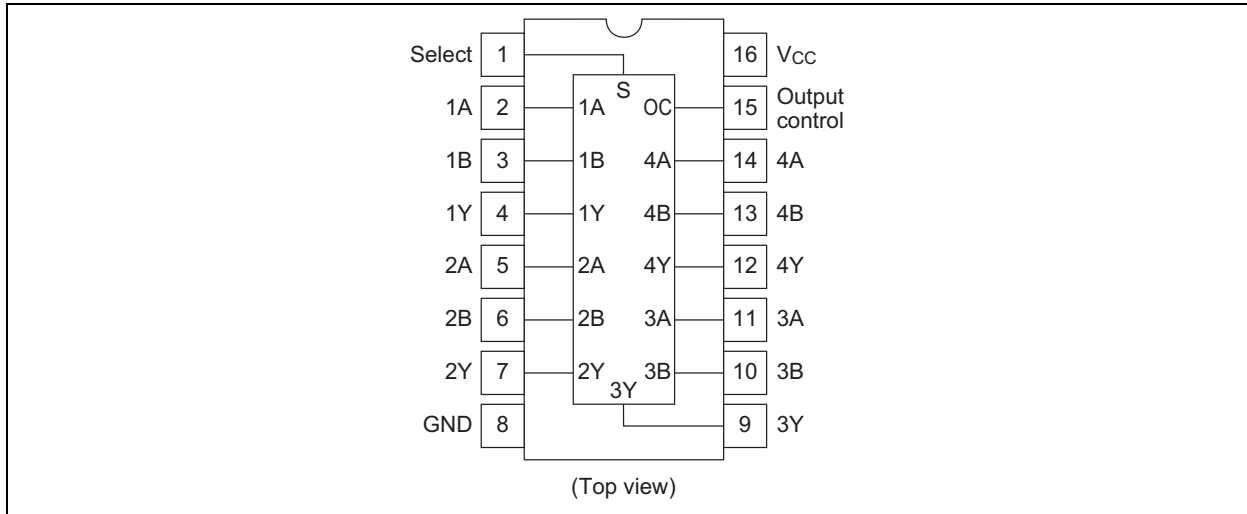 Select 1 16 VCC
S
1A 2 1A OC 15 Output control
1B 3 1B 4A 14 4A
1Y 4 1Y 4B 13 4B
2A 5 2A 4Y 12 4Y
2B 6 2B 3A 11 3A
2Y 7 2Y 3B 10 3B
3Y
GND 8 9 3Y
(Top view)